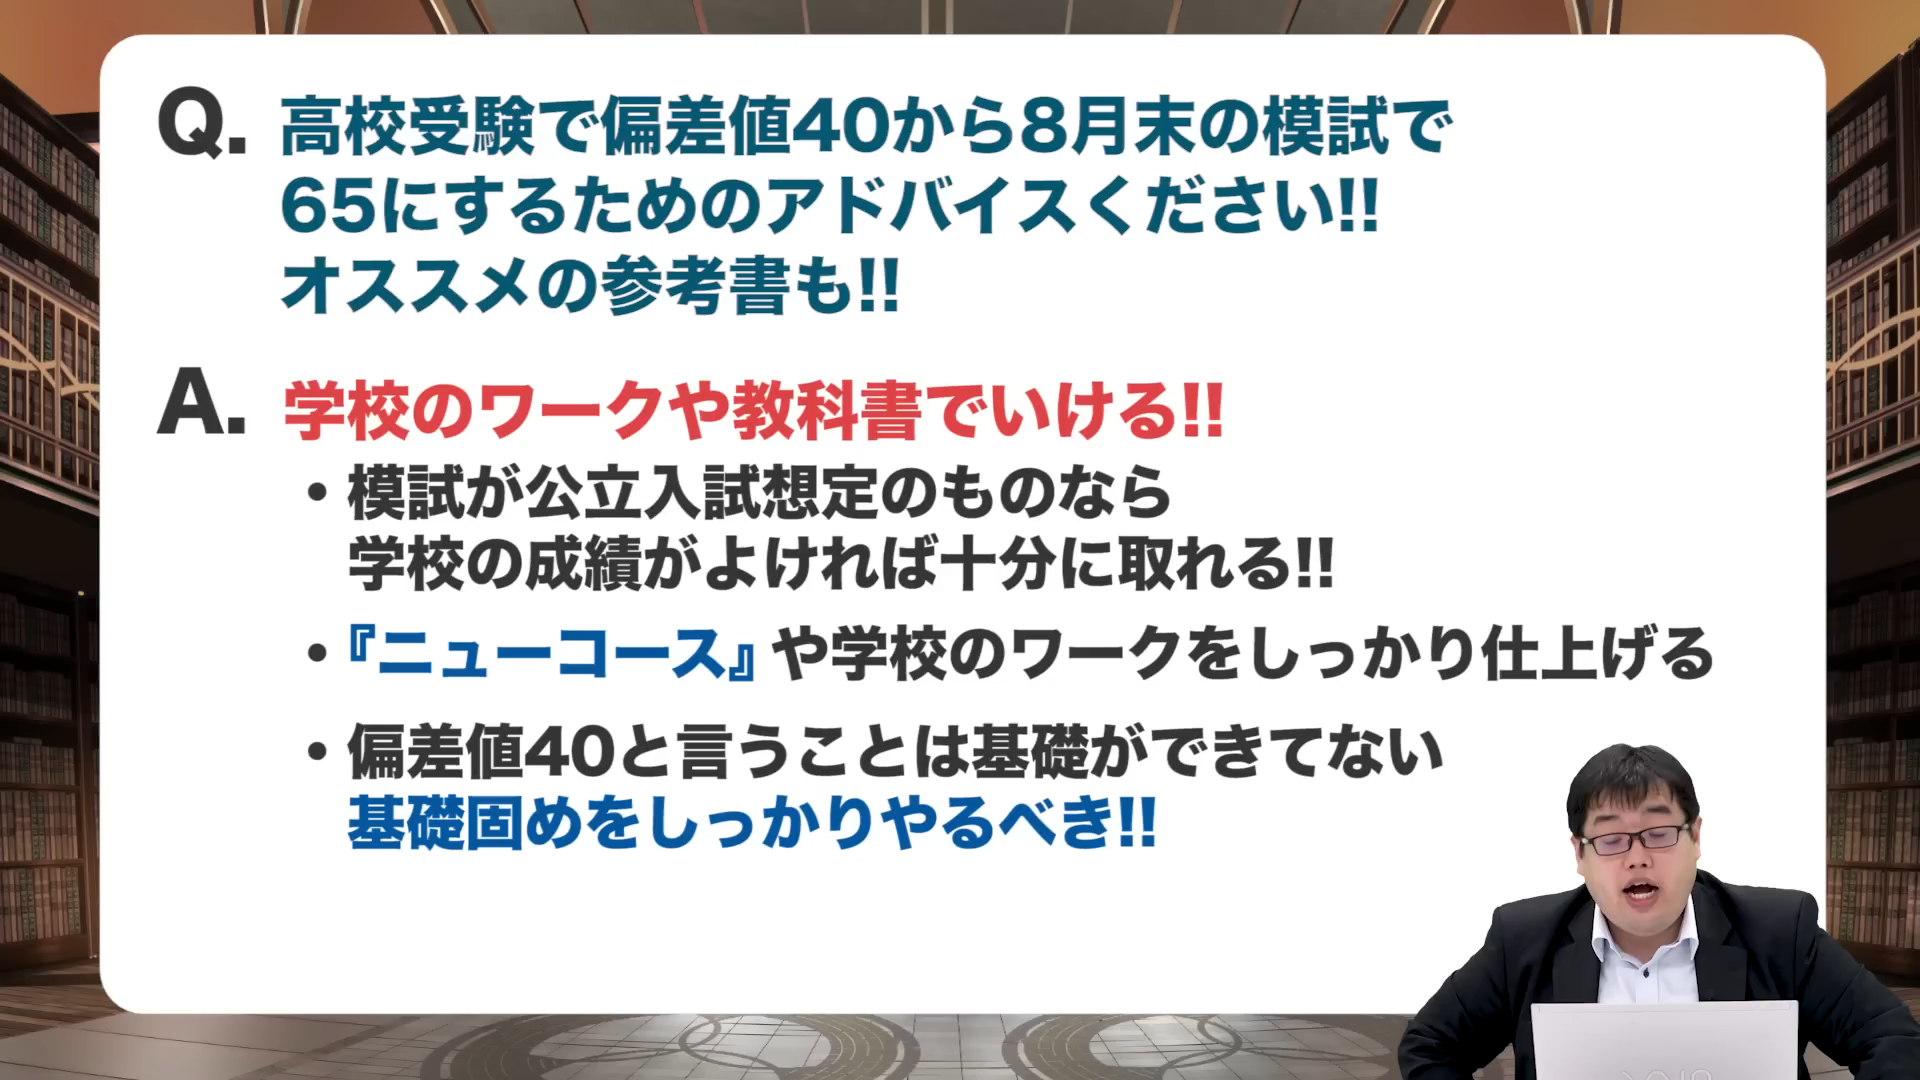 Q. 高校受験で偏差値40から8月末の模試で
65にするためのアドバイスください!!
オススメの参考書も!!
A. 学校のワークや教科書でいける!!
・模試が公立入試想定のものなら
学校の成績がよければ十分に取れる!!
・『ニューコース』や学校のワークをしっかり仕上げる
・偏差値40と言うことは基礎ができてない
基礎固めをしっかりやるべき!!
VAIO